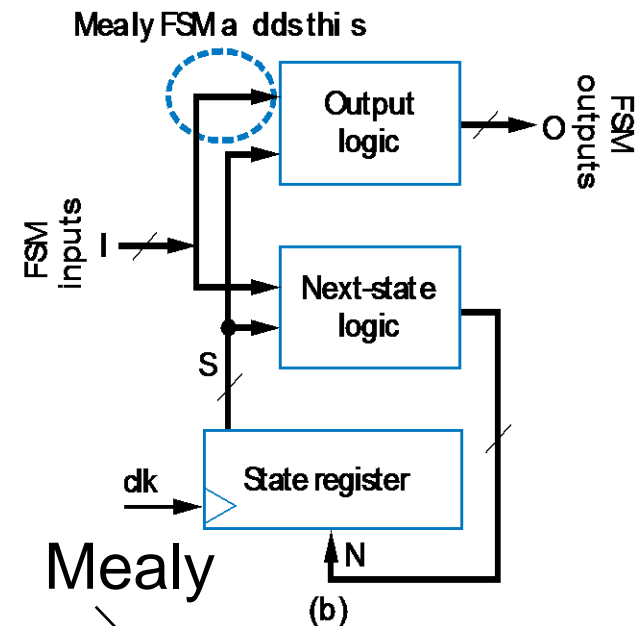 Mealy FSM a dds thi s
Output
logic
O
FSM
outputs
FSM
inputs
I
Next-state
logic
S
State register
clk
N
Mealy
(b)